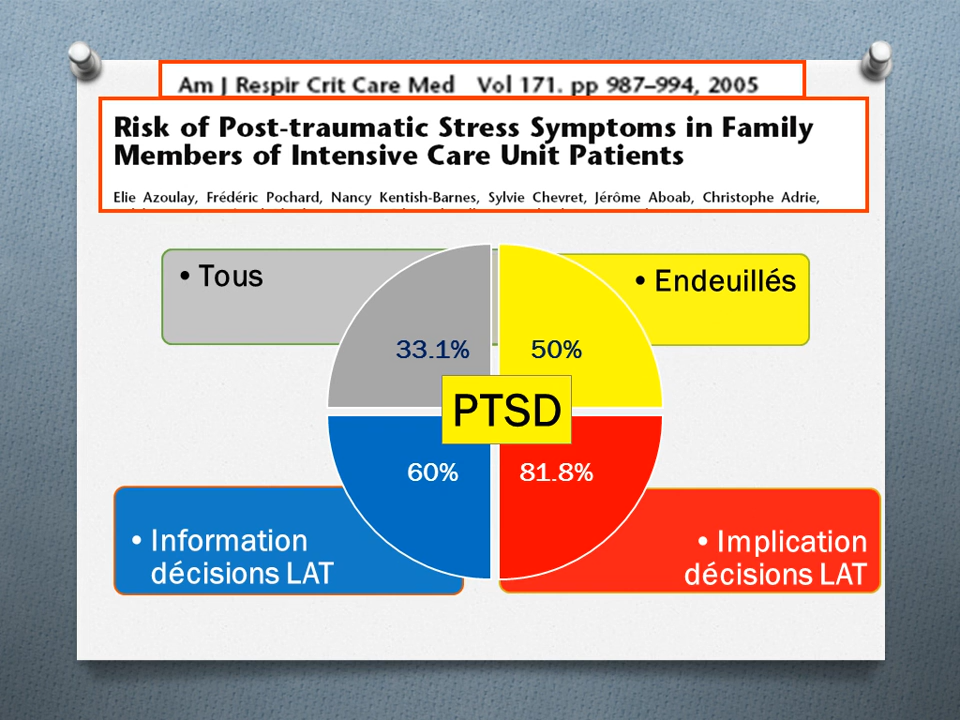 Am J Respir Crit Care Med Vol 171. pp 987–994, 2005
Risk of Post-traumatic Stress Symptoms in Family
Members of Intensive Care Unit Patients
Elie Azoulay, Frédéric Pochard, Nancy Kentish-Barnes, Sylvie Chevret, Jérôme Aboab, Christophe Adrie,
• Tous
• Endeuillés
33.1%
50%
PTSD
60%
81.8%
• Information
décisions LAT
• Implication
décisions LAT